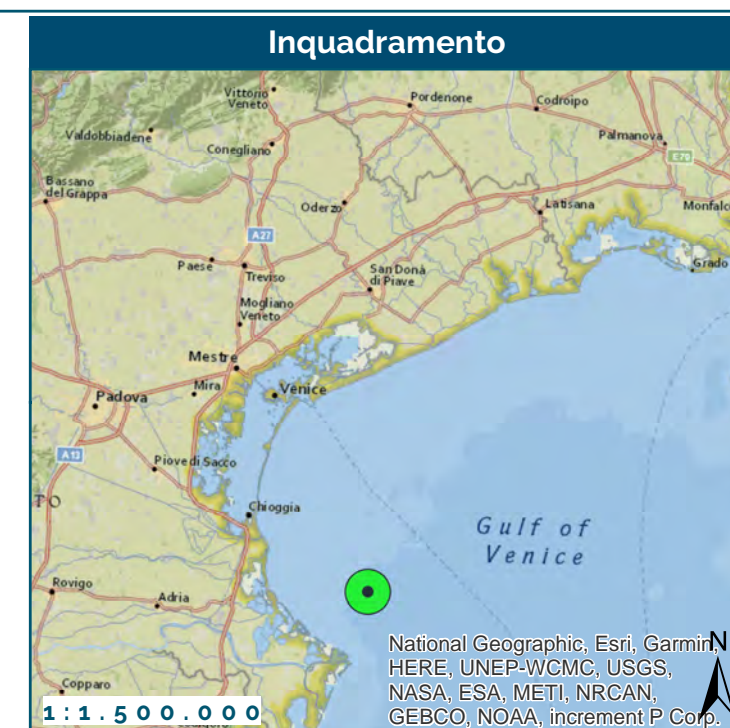 Inquadramento
Vittorio
Veneto
Pordenone
Codroipo
Valdobbiadene
Palmanova
Conegliano
E70
Bassano
del Grappa
Oderzo
Latisana
Monfalc
A27
Paese
Treviso
San Donà
di Piave
Grado
Mogliano
Veneto
Mestre
Mira
Venice
Padova
A13
Piove di Sacco
TO
Chioggia
Gulf of
Venice
Rovigo
Adria
Copparo
National Geographic, Esri, Garmin,
HERE, UNEP-WCMC, USGS,
NASA, ESA, METI, NRCAN,
GEBCO, NOAA, increment P Corp.
N
1:1.500.000